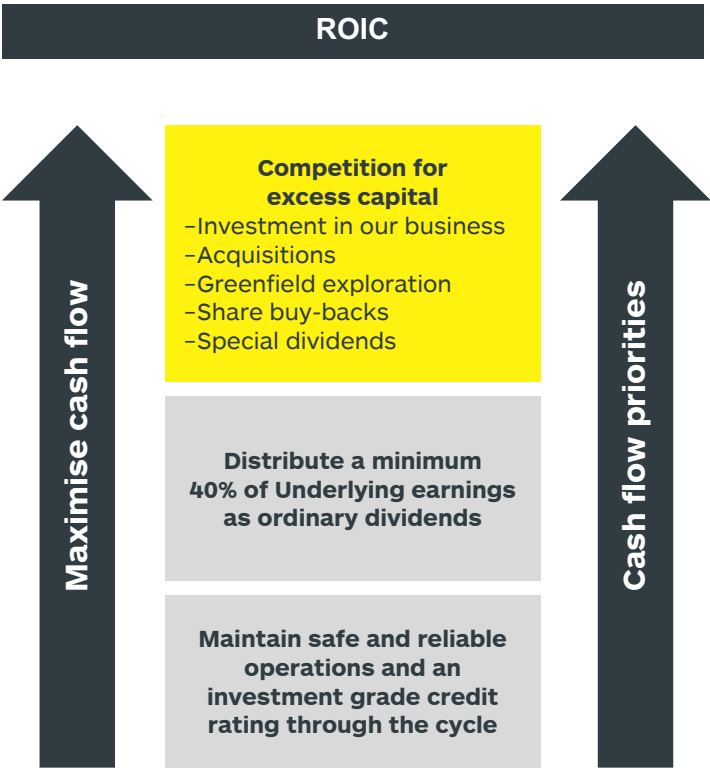 ROIC
Maximise cash flow
Competition for
excess capital
–Investment in our business
–Acquisitions
–Greenfield exploration
–Share buy-backs
–Special dividends
Distribute a minimum
40% of Underlying earnings
as ordinary dividends
Maintain safe and reliable
operations and an
investment grade credit
rating through the cycle
Cash flow priorities